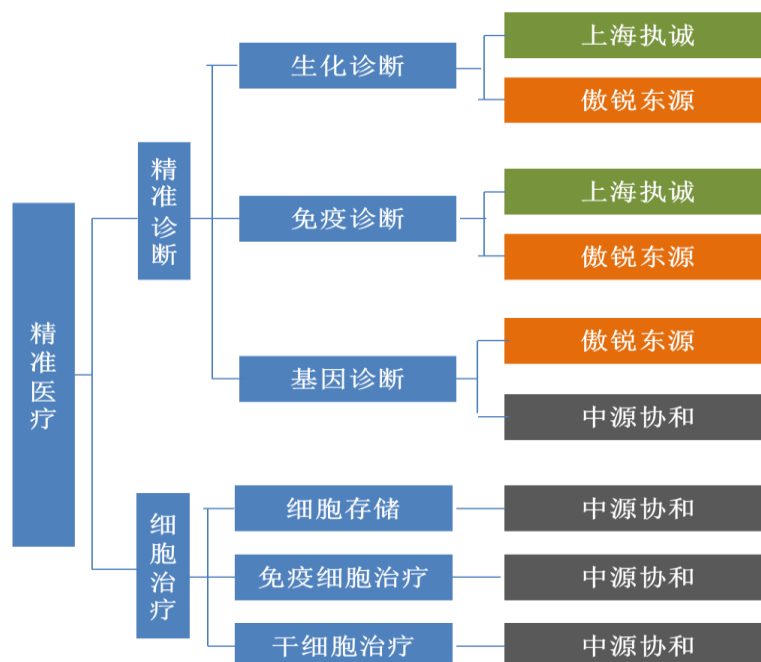 精准医疗
精准诊断
生化诊断
上海执诚
傲锐东源
免疫诊断
上海执诚
傲锐东源
基因诊断
傲锐东源
中源协和
细胞治疗
细胞存储
中源协和
免疫细胞治疗
中源协和
干细胞治疗
中源协和